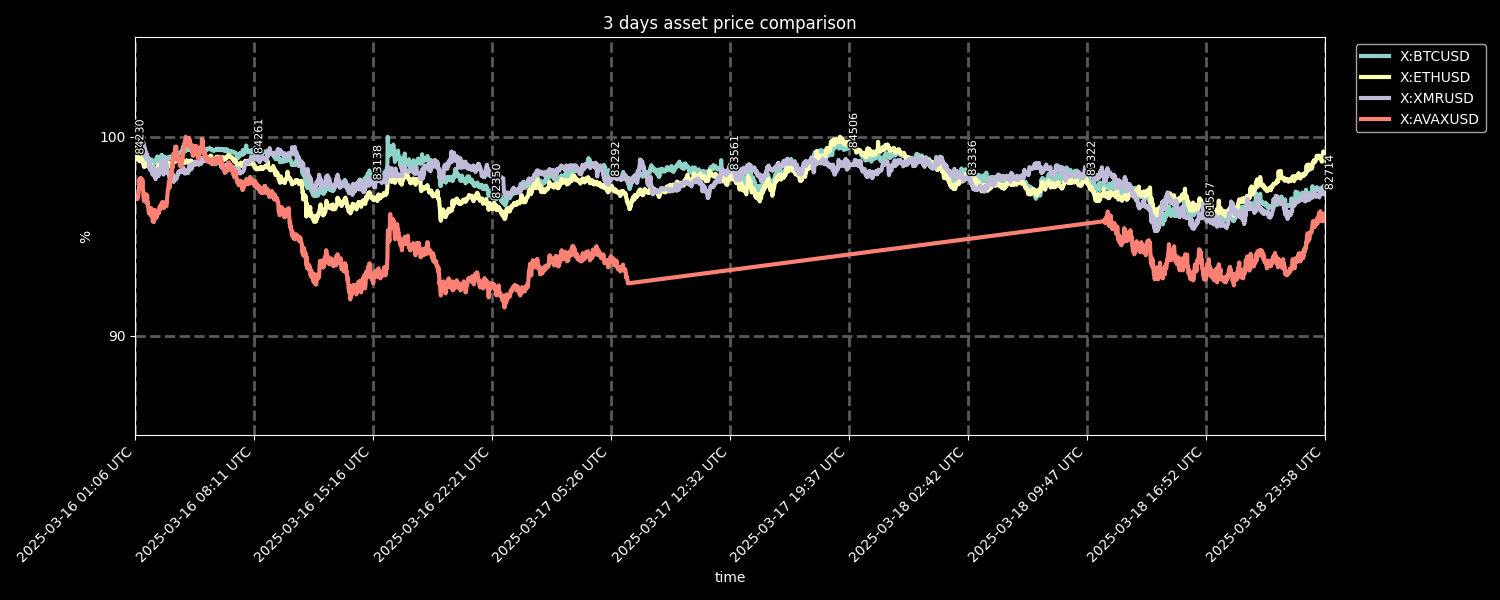 3 days asset price comparison
X:BTCUSD
X:ETHUSD
X:XMRUSD
X:AVAXUSD
100
90
%
84230
84261
83138
82350
83292
83561
84506
83336
83322
81557
82714
2025-03-16 01:06 UTC
2025-03-16 08:11 UTC
2025-03-16 15:16 UTC
2025-03-16 22:21 UTC
2025-03-17 05:26 UTC
2025-03-17 12:32 UTC
2025-03-17 19:37 UTC
2025-03-18 02:42 UTC
2025-03-18 09:47 UTC
2025-03-18 16:52 UTC
2025-03-18 23:58 UTC
time